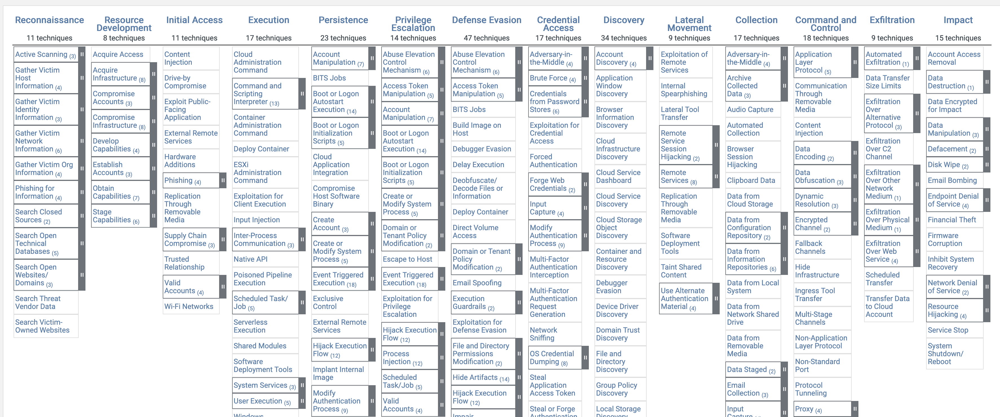 Reconnaissance
11 techniques
Active Scanning (3)
Gather Victim
Host
Information (4)
Gather Victim
Identity
Information (3)
Gather Victim
Network
Information (6)
Gather Victim Org
Information (4)
Phishing for
Information (4)
Search Closed
Sources (2)
Search Open
Technical
Databases (5)
Search Open
Websites/
Domains (3)
Search Threat
Vendor Data
Search Victim-
Owned Websites
Resource
Development
8 techniques
Acquire Access
Acquire
Infrastructure (8)
Compromise
Accounts (3)
Compromise
Infrastructure (8)
Develop
Capabilities (4)
Establish
Accounts (3)
Obtain
Capabilities (7)
Stage
Capabilities (6)
Initial Access
11 techniques
Content
Injection
Drive-by
Compromise
Exploit Public-
Facing
Application
External Remote
Services
Hardware
Additions
Phishing (4)
Replication
Through
Removable
Media
Supply Chain
Compromise (3)
Trusted
Relationship
Valid
Accounts (4)
Wi-Fi Networks
Execution
17 techniques
Cloud
Administration
Command
Command and
Scripting
Interpreter (13)
Container
Administration
Command
Deploy Container
ESXi
Administration
Command
Exploitation for
Client Execution
Input Injection
Inter-Process
Communication (3)
Native API
Poisoned Pipeline
Execution
Scheduled Task/
Job (5)
Serverless
Execution
Shared Modules
Software
Deployment Tools
System Services (3)
User Execution (5)
Windows
Persistence
23 techniques
Account
Manipulation (7)
BITS Jobs
Boot or Logon
Autostart
Execution (14)
Boot or Logon
Initialization
Scripts (5)
Cloud
Application
Integration
Compromise
Host Software
Binary
Create
Account (3)
Create or
Modify System
Process (5)
Event Triggered
Execution (18)
Exclusive
Control
External Remote
Services
Hijack Execution
Flow (12)
Implant Internal
Image
Modify
Authentication
Process (9)
Privilege
Escalation
14 techniques
Abuse Elevation
Control
Mechanism (6)
Access Token
Manipulation (5)
Account
Manipulation (7)
Boot or Logon
Autostart
Execution (14)
Boot or Logon
Initialization
Scripts (5)
Create or
Modify System
Process (5)
Domain or
Tenant Policy
Modification (2)
Escape to Host
Event Triggered
Execution (18)
Exploitation for
Privilege
Escalation
Hijack Execution
Flow (12)
Process
Injection (12)
Scheduled
Task/Job (5)
Valid
Accounts (4)
Defense Evasion
47 techniques
Abuse Elevation
Control
Mechanism (6)
Access Token
Manipulation (5)
BITS Jobs
Build Image on
Host
Debugger Evasion
Delay Execution
Deobfuscate/
Decode Files or
Information
Deploy Container
Direct Volume
Access
Domain or Tenant
Policy
Modification (2)
Email Spoofing
Execution
Guardrails (2)
Exploitation for
Defense Evasion
File and Directory
Permissions
Modification (2)
Hide Artifacts (14)
Hijack Execution
Flow (12)
Impair
Credential
Access
17 techniques
Adversary-in-
the-Middle (4)
Brute Force (4)
Credentials
from Password
Stores (6)
Exploitation for
Credential
Access
Forced
Authentication
Forge Web
Credentials (2)
Input
Capture (4)
Modify
Authentication
Process (9)
Multi-Factor
Authentication
Interception
Multi-Factor
Authentication
Request
Generation
Network
Sniffing
OS Credential
Dumping (8)
Steal
Application
Access Token
Steal or Forge
Authentication
Discovery
34 techniques
Account
Discovery (4)
Application
Window
Discovery
Browser
Information
Discovery
Cloud
Infrastructure
Discovery
Cloud Service
Dashboard
Cloud Service
Discovery
Cloud Storage
Object
Discovery
Container and
Resource
Discovery
Debugger
Evasion
Device Driver
Discovery
Domain Trust
Discovery
File and
Directory
Discovery
Group Policy
Discovery
Local Storage
Discovery
Lateral
Movement
9 techniques
Exploitation of
Remote
Services
Internal
Spearphishing
Lateral Tool
Transfer
Remote
Service
Session
Hijacking (2)
Remote
Services (8)
Replication
Through
Removable
Media
Software
Deployment
Tools
Taint Shared
Content
Use Alternate
Authentication
Material (4)
Collection
17 techniques
Adversary-in-
the-Middle (4)
Archive
Collected
Data (3)
Audio Capture
Automated
Collection
Browser
Session
Hijacking
Clipboard Data
Data from
Cloud Storage
Data from
Configuration
Repository (2)
Data from
Information
Repositories (6)
Data from Local
System
Data from
Network Shared
Drive
Data from
Removable
Media
Data Staged (2)
Email
Collection (3)
Input
Capture
Command and
Control
18 techniques
Application
Layer
Protocol (5)
Communication
Through
Removable
Media
Content
Injection
Data
Encoding (2)
Data
Obfuscation (3)
Dynamic
Resolution (3)
Encrypted
Channel (2)
Fallback
Channels
Hide
Infrastructure
Ingress Tool
Transfer
Multi-Stage
Channels
Non-Application
Layer Protocol
Non-Standard
Port
Protocol
Tunneling
Proxy (4)
Exfiltration
9 techniques
Automated
Exfiltration (1)
Data Transfer
Size Limits
Exfiltration
Over
Alternative
Protocol (3)
Exfiltration
Over C2
Channel
Exfiltration
Over Other
Network
Medium (1)
Exfiltration
Over Physical
Medium (1)
Exfiltration
Over Web
Service (4)
Scheduled
Transfer
Transfer Data
to Cloud
Account
Impact
15 techniques
Account Access
Removal
Data
Destruction (1)
Data Encrypted
for Impact
Data
Manipulation (3)
Defacement (2)
Disk Wipe (2)
Email Bombing
Endpoint Denial
of Service (4)
Financial Theft
Firmware
Corruption
Inhibit System
Recovery
Network Denial
of Service (2)
Resource
Hijacking (4)
Service Stop
System
Shutdown/
Reboot